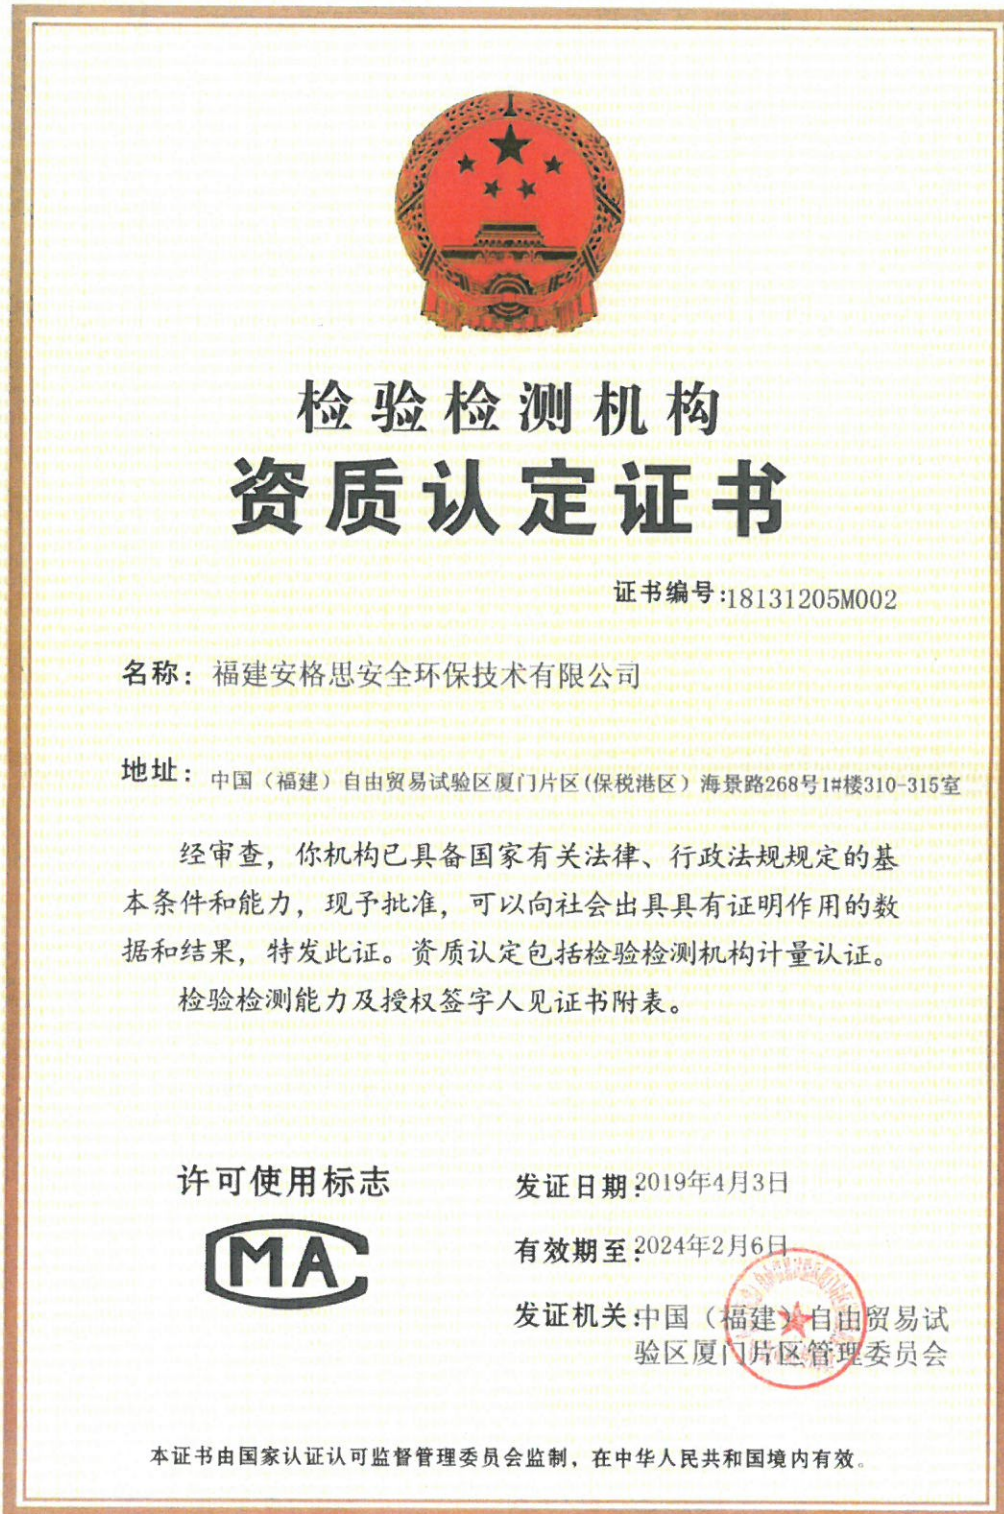 检验检测机构
资质认定证书
证书编号:18131205M002
名称：福建安格思安全环保技术有限公司
地址：中国（福建）自由贸易试验区厦门片区(保税港区）海景路268号1#楼310-315室
经审查，你机构已具备国家有关法律、行政法规规定的基
本条件和能力，现予批准，可以向社会出具具有证明作用的数
据和结果，特发此证。资质认定包括检验检测机构计量认证。
检验检测能力及授权签字人见证书附表。
许可使用标志
CMA
发证日期:2019年4月3日
有效期至:2024年2月6日
发证机关:中国（福建）自由贸易试
验区厦门片区管理委员会
本证书由国家认证认可监督管理委员会监制，在中华人民共和国境内有效。